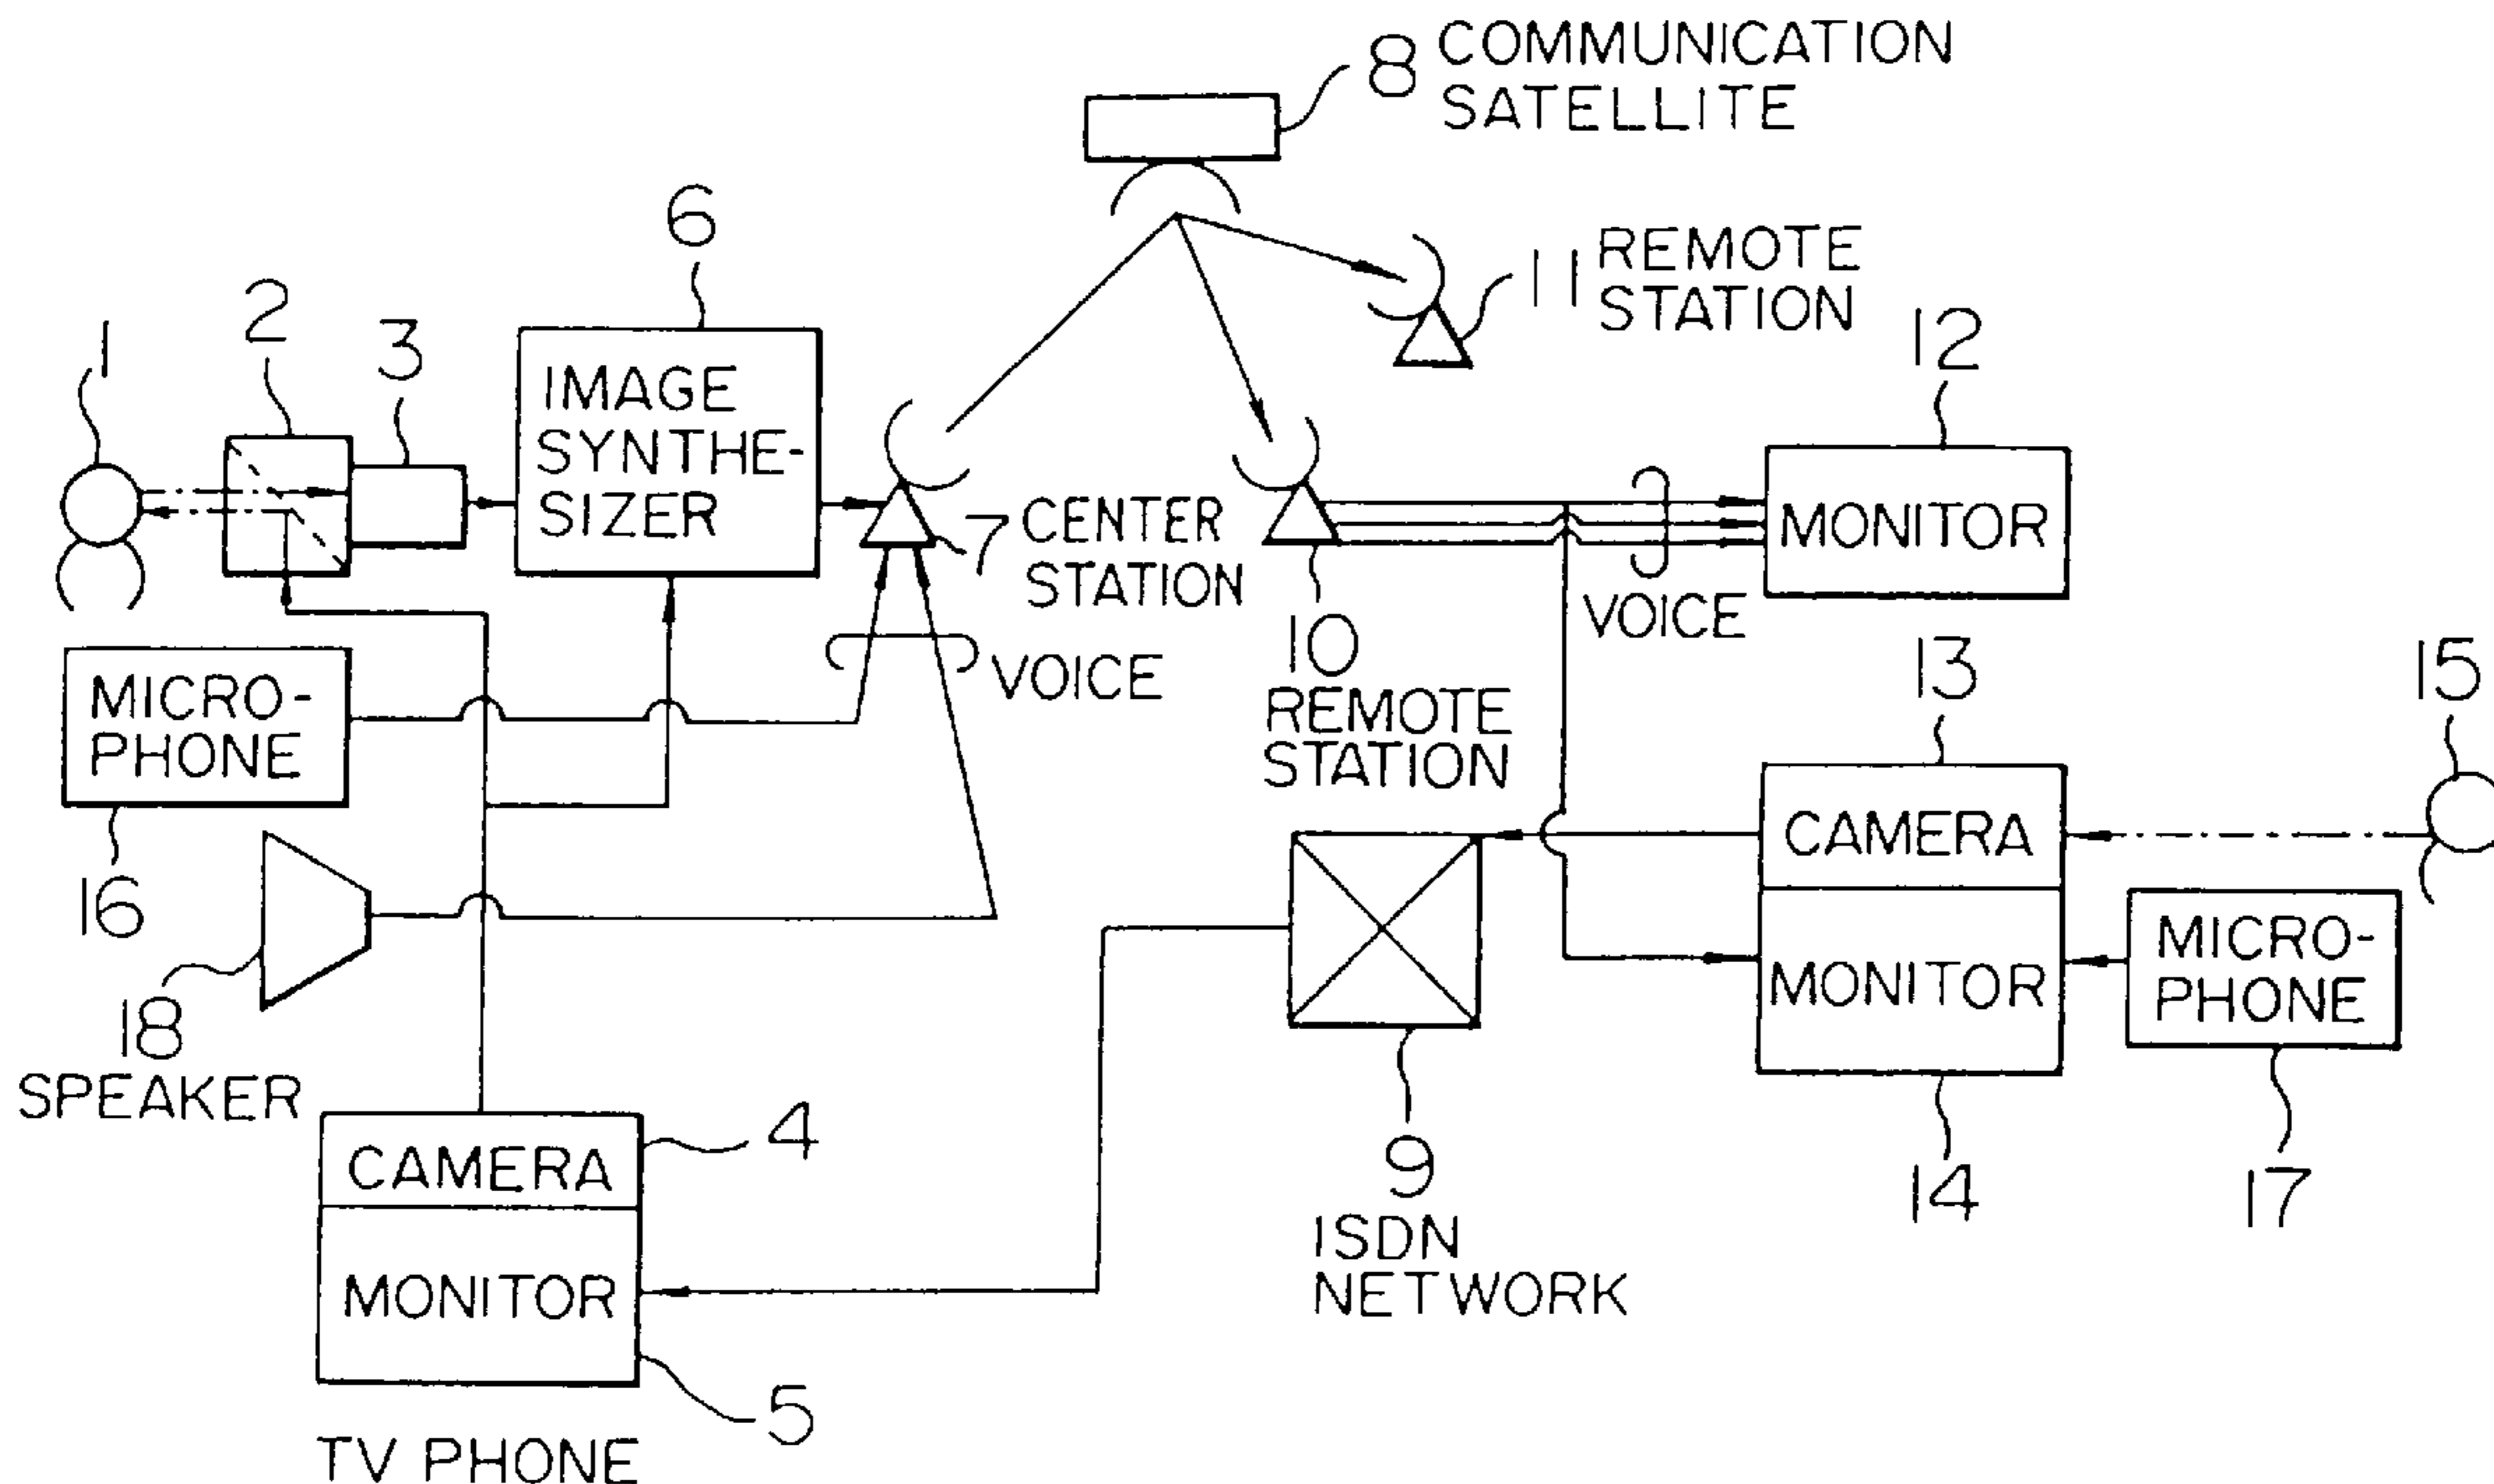 8 COMMUNICATION
SATELLITE
6
11 REMOTE
STATION
2
1
3
12
IMAGE
SYNTHE-
SIZER
7 CENTER
STATION
MONITOR
VOICE
10
REMOTE
STATION
VOICE
MICRO-
PHONE
13
15
CAMERA
16
MICRO-
PHONE
MONITOR
18
SPEAKER
9
ISDN
NETWORK
14
17
4
CAMERA
MONITOR
5
TV PHONE